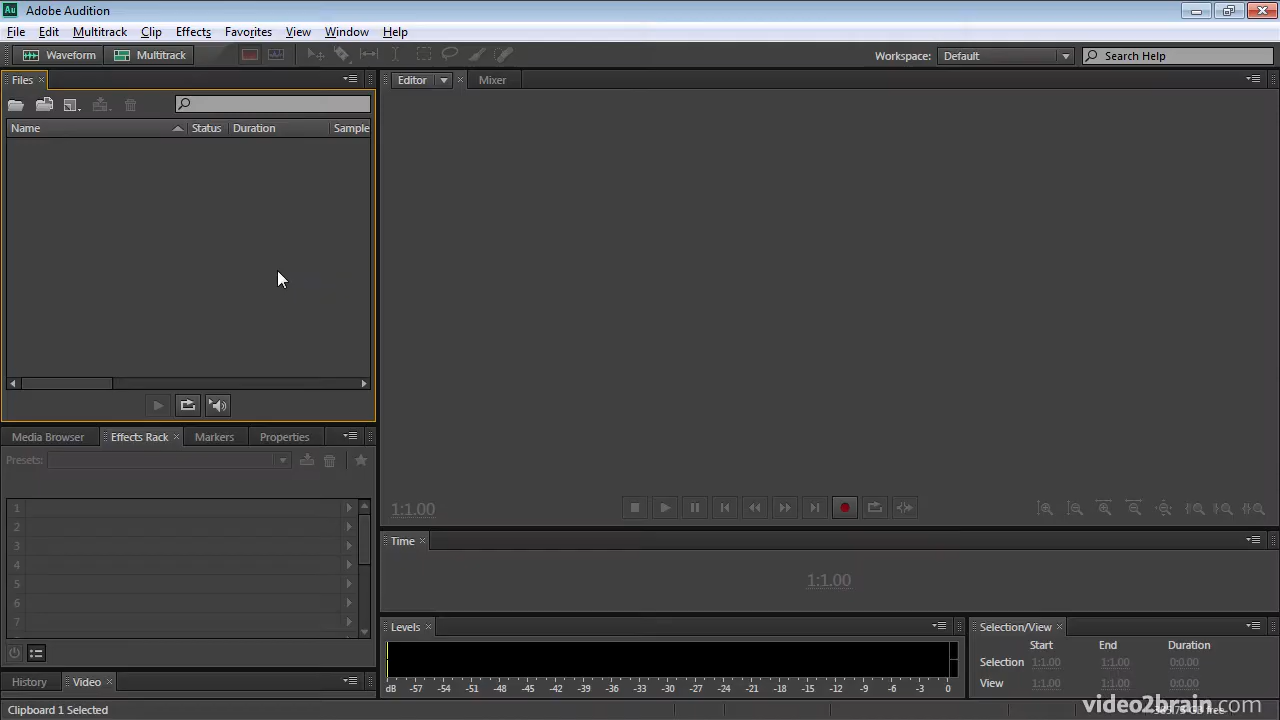 Au Adobe Audition
File Edit Multitrack Clip Effects Favorites View Window Help
Waveform Multitrack Workspace: Default Search Help
Files Editor Mixer
Name Status Duration Sample
1:1.00
Media Browser Effects Rack Markers Properties
Presets:
1
2
3
4
5
6
7
Time
1:1.00
Levels
dB -57 -54 -51 -48 -45 -42 -39 -36 -33 -30 -27 -24 -21 -18 -15 -12 -9 -6 -3 0
Selection/View
Start End Duration
Selection 1:1.00 1:1.00 0:0.00
View 1:1.00 1:1.00 0:0.00
History Video
Clipboard 1 Selected
video2brain.com